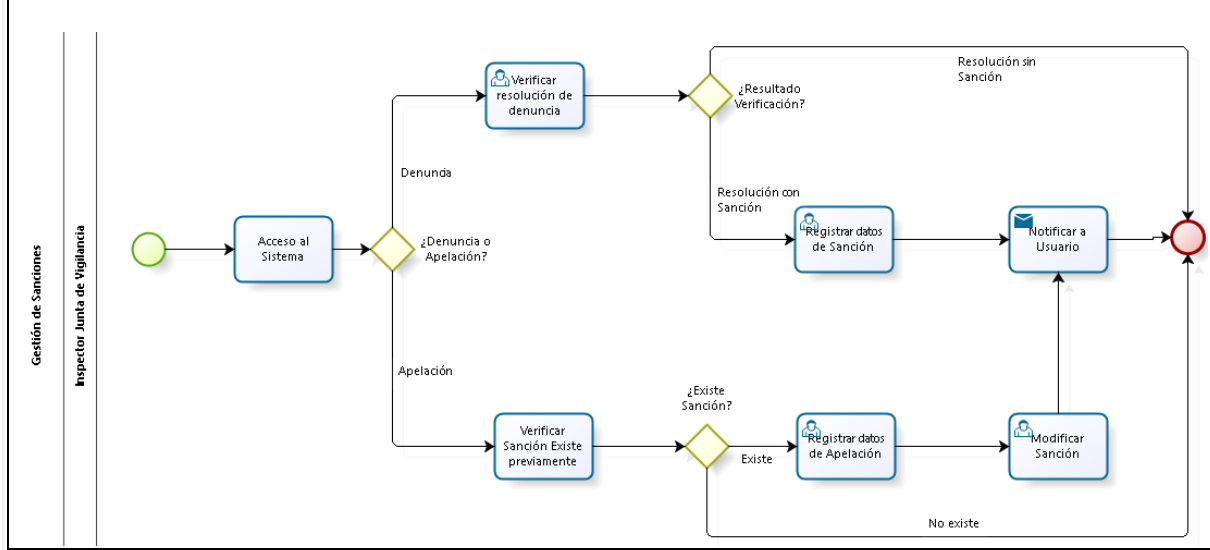 Gestión de Sanciones
Inspector Junta de Vigilancia
Acceso al
Sistema
¿Denuncia o
Apelación?
Denuncia
Verificar
resolución de
denuncia
¿Resultado
Verificación?
Resolución sin
Sanción
Resolución con
Sanción
Registrar datos
de Sanción
Notificar a
Usuario
Apelación
Verificar
Sanción Existe
previamente
¿Existe
Sanción?
Existe
Registrar datos
de Apelación
Modificar
Sanción
No existe